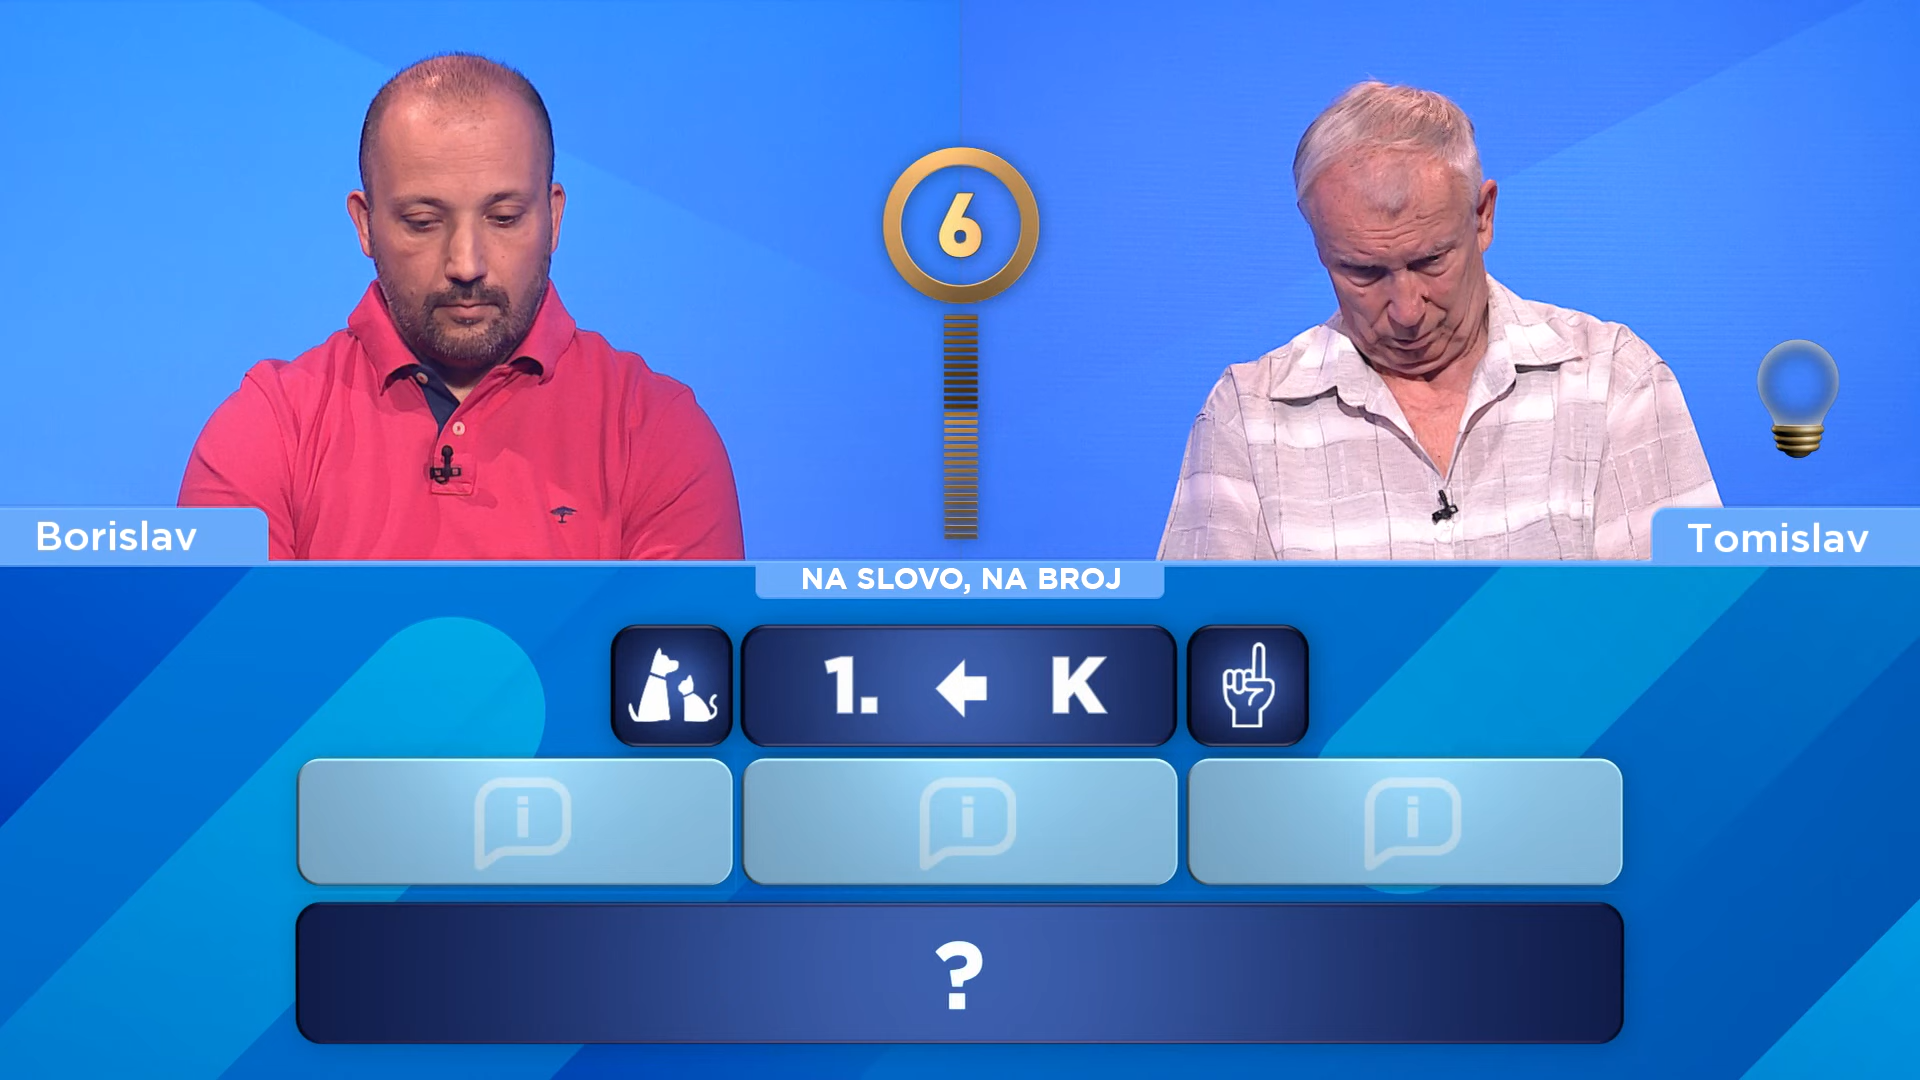 6
Borislav
Tomislav
NA SLOVO, NA BROJ
1. K
i i i
?